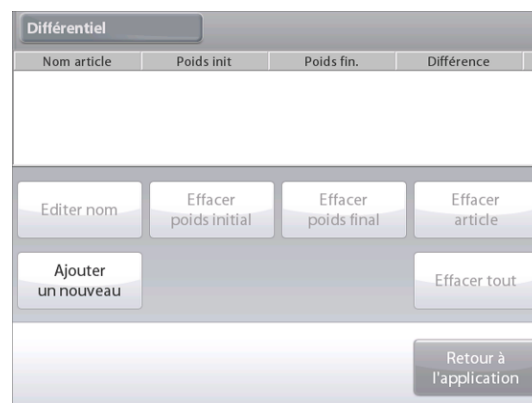 Différentiel
Nom article Poids init Poids fin. Différence
Editer nom Effacer poids initial Effacer poids final Effacer article
Ajouter un nouveau Effacer tout
Retour à l'application